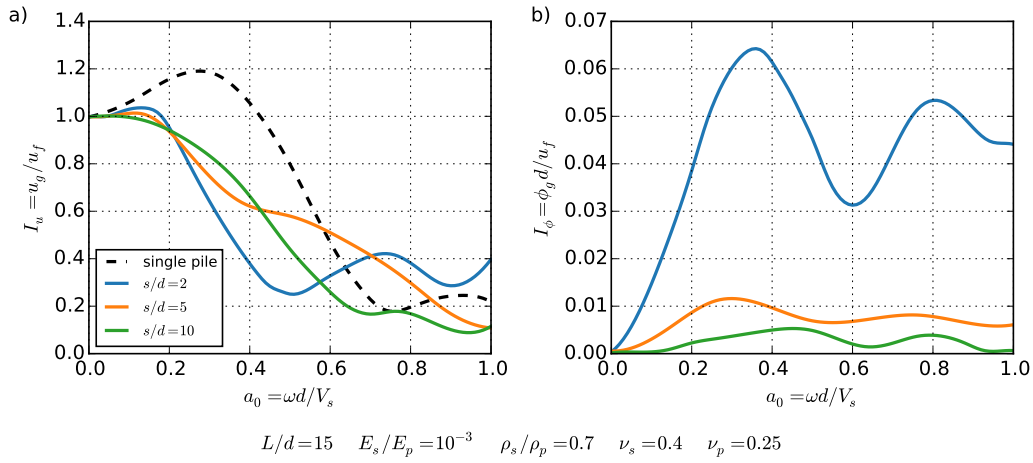 a)
1.4
1.2
1.0
0.8
0.6
0.4
0.2
0.0
I_u = u_g/u_f
single pile
s/d=2
s/d=5
s/d=10
0.0 0.2 0.4 0.6 0.8 1.0
a_0 = ωd/V_s
b)
0.07
0.06
0.05
0.04
0.03
0.02
0.01
0.00
I_ϕ = ϕ_g d/u_f
0.0 0.2 0.4 0.6 0.8 1.0
a_0 = ωd/V_s
L/d=15 E_s/E_p=10^{-3} ρ_s/ρ_p=0.7 ν_s=0.4 ν_p=0.25